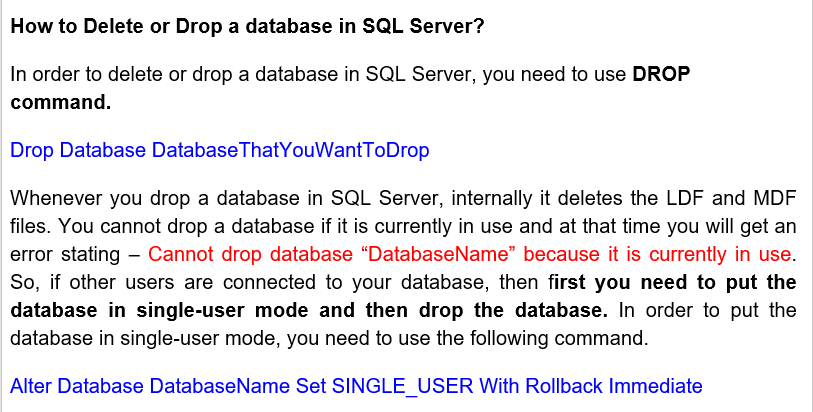 How to Delete or Drop a database in SQL Server?
In order to delete or drop a database in SQL Server, you need to use DROP
command.
Drop Database DatabaseThatYouWantToDrop
Whenever you drop a database in SQL Server, internally it deletes the LDF and MDF
files. You cannot drop a database if it is currently in use and at that time you will get an
error stating – Cannot drop database “DatabaseName” because it is currently in use.
So, if other users are connected to your database, then first you need to put the
database in single-user mode and then drop the database. In order to put the
database in single-user mode, you need to use the following command.
Alter Database DatabaseName Set SINGLE_USER With Rollback Immediate